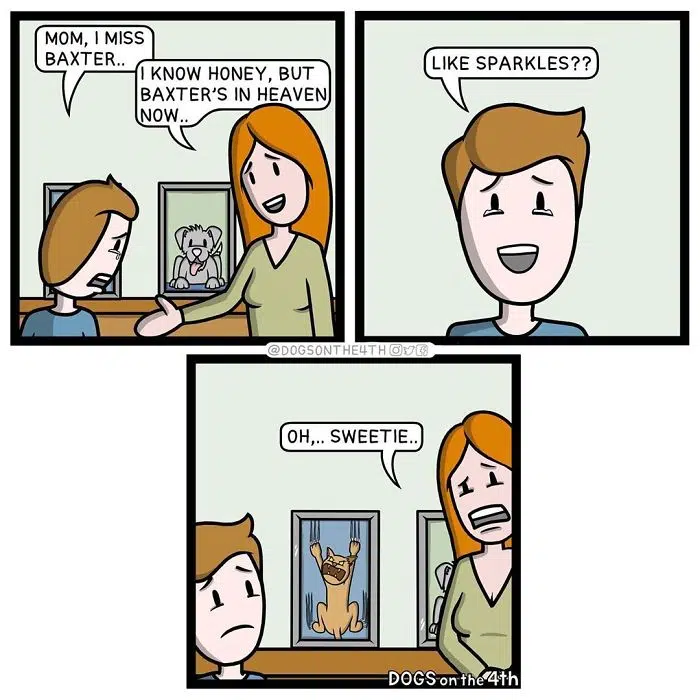 MOM, I MISS
BAXTER..
I KNOW HONEY, BUT
BAXTER'S IN HEAVEN
NOW..
LIKE SPARKLES??
@DOGSONTHE4TH
OH,.. SWEETIE..
DOGS on the 4th